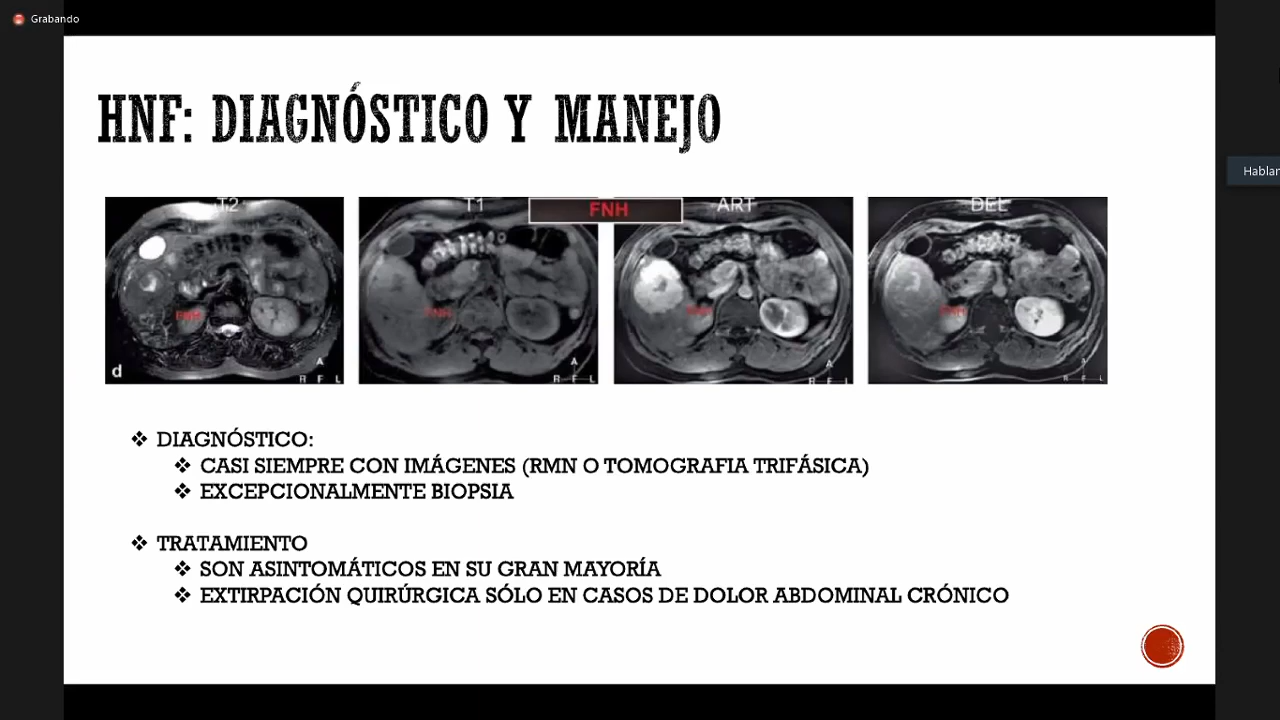 Grabando
HNF: DIAGNÓSTICO Y MANEJO
Hablan
T2
T1
FNH
ART
DEL
FNH
FNH
FNH
FNH
d
A
R F L
A
R F L
A
R F L
R F L
❖ DIAGNÓSTICO:
❖ CASI SIEMPRE CON IMÁGENES (RMN O TOMOGRAFIA TRIFÁSICA)
❖ EXCEPCIONALMENTE BIOPSIA
❖ TRATAMIENTO
❖ SON ASINTOMÁTICOS EN SU GRAN MAYORÍA
❖ EXTIRPACIÓN QUIRÚRGICA SÓLO EN CASOS DE DOLOR ABDOMINAL CRÓNICO